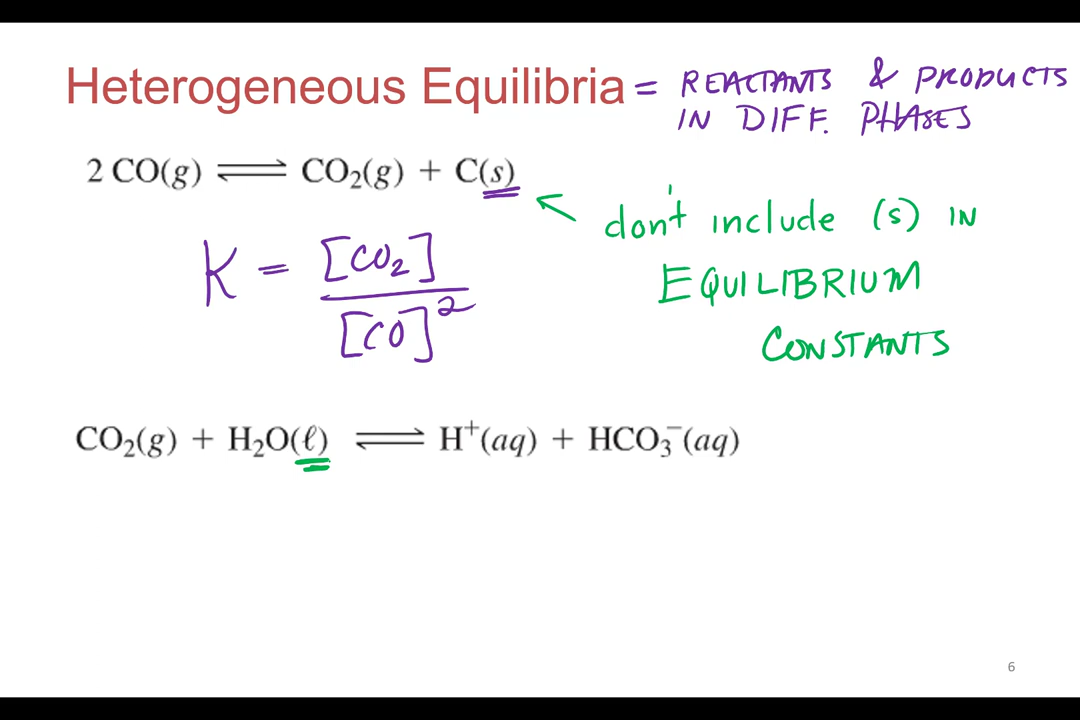 Heterogeneous Equilibria = REACTANTS & PRODUCTS
IN DIFF. PHASES
2 CO(g) ⇌ CO₂(g) + C(s)
don't include (s) IN
EQUILIBRIUM
CONSTANTS
K = [CO₂]
[CO]²
CO₂(g) + H₂O(ℓ) ⇌ H⁺(aq) + HCO₃⁻(aq)
6